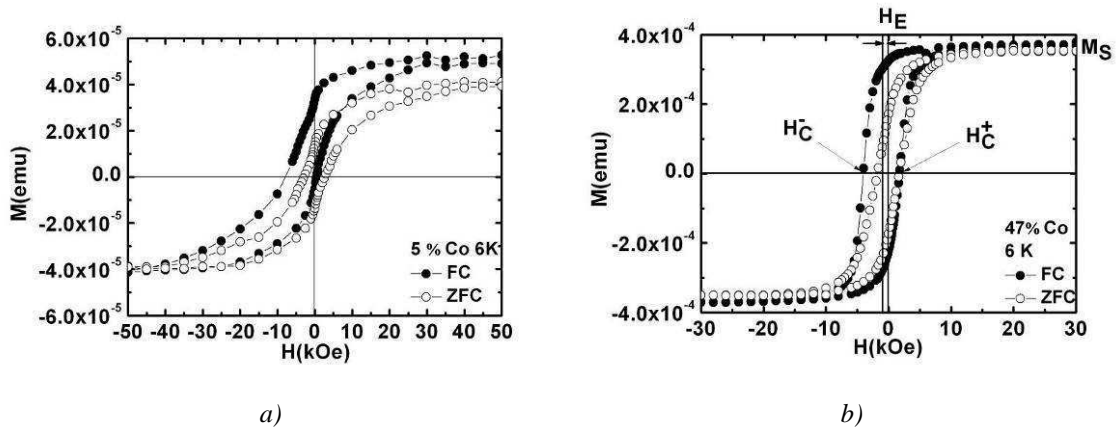 6.0x10⁻⁵
4.0x10⁻⁵
2.0x10⁻⁵
0.0
-2.0x10⁻⁵
-4.0x10⁻⁵
-6.0x10⁻⁵
M(emu)
5 % Co 6K
FC
ZFC
-50 -40 -30 -20 -10 0 10 20 30 40 50
H(kOe)
a)
H_E
4.0x10⁻⁴
2.0x10⁻⁴
0.0
-2.0x10⁻⁴
-4.0x10⁻⁴
M(emu)
M_S
H_C^-
H_C^+
47% Co
6 K
FC
ZFC
-30 -20 -10 0 10 20 30
H(kOe)
b)